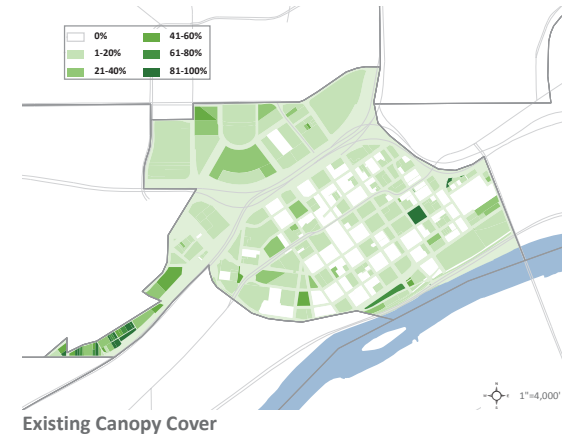 0%
1-20%
21-40%
41-60%
61-80%
81-100%
N
W
E
S
1"=4,000'
Existing Canopy Cover